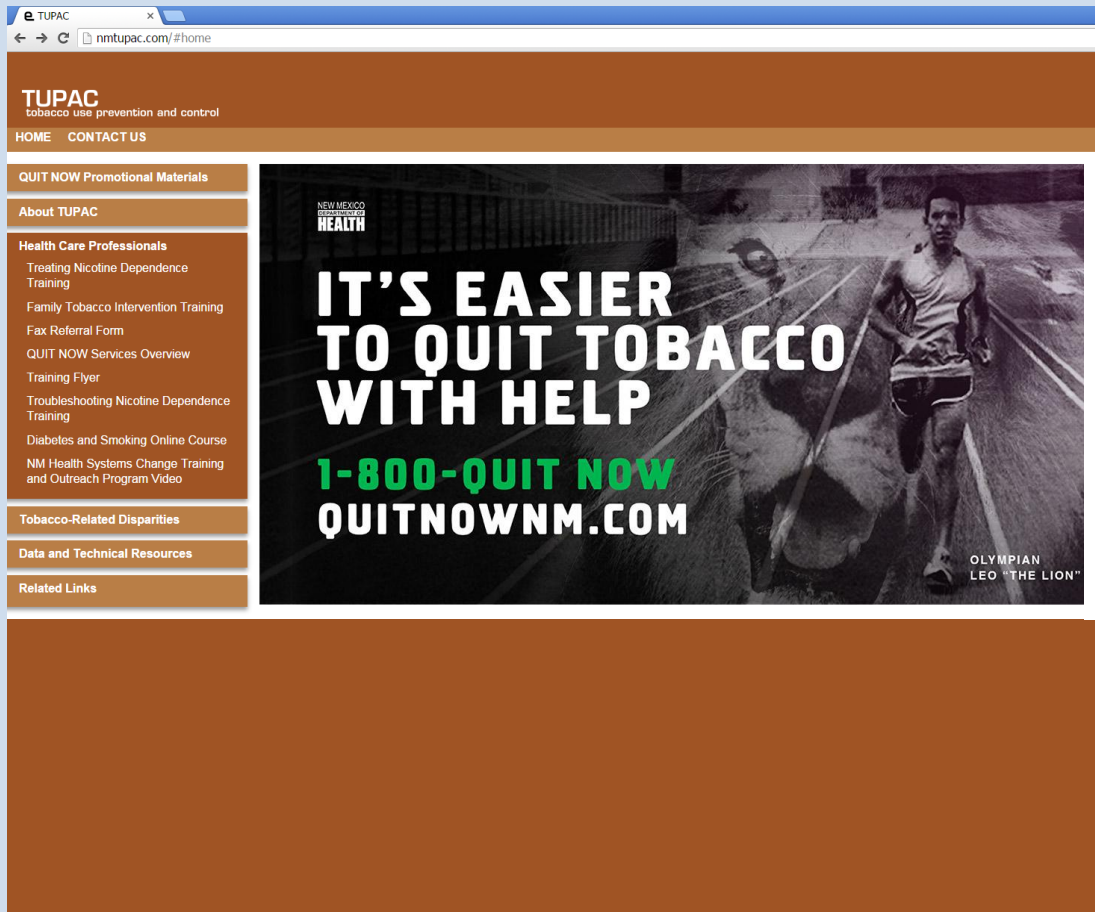 TUPAC
nmtupac.com/#home
TUPAC
tobacco use prevention and control
HOME CONTACT US
QUIT NOW Promotional Materials
About TUPAC
Health Care Professionals
Treating Nicotine Dependence
Training
Family Tobacco Intervention Training
Fax Referral Form
QUIT NOW Services Overview
Training Flyer
Troubleshooting Nicotine Dependence
Training
Diabetes and Smoking Online Course
NM Health Systems Change Training
and Outreach Program Video
Tobacco-Related Disparities
Data and Technical Resources
Related Links
NEW MEXICO
DEPARTMENT OF
HEALTH
IT'S EASIER
TO QUIT TOBACCO
WITH HELP
1-800-QUIT NOW
QUITNOWNM.COM
OLYMPIAN
LEO "THE LION"